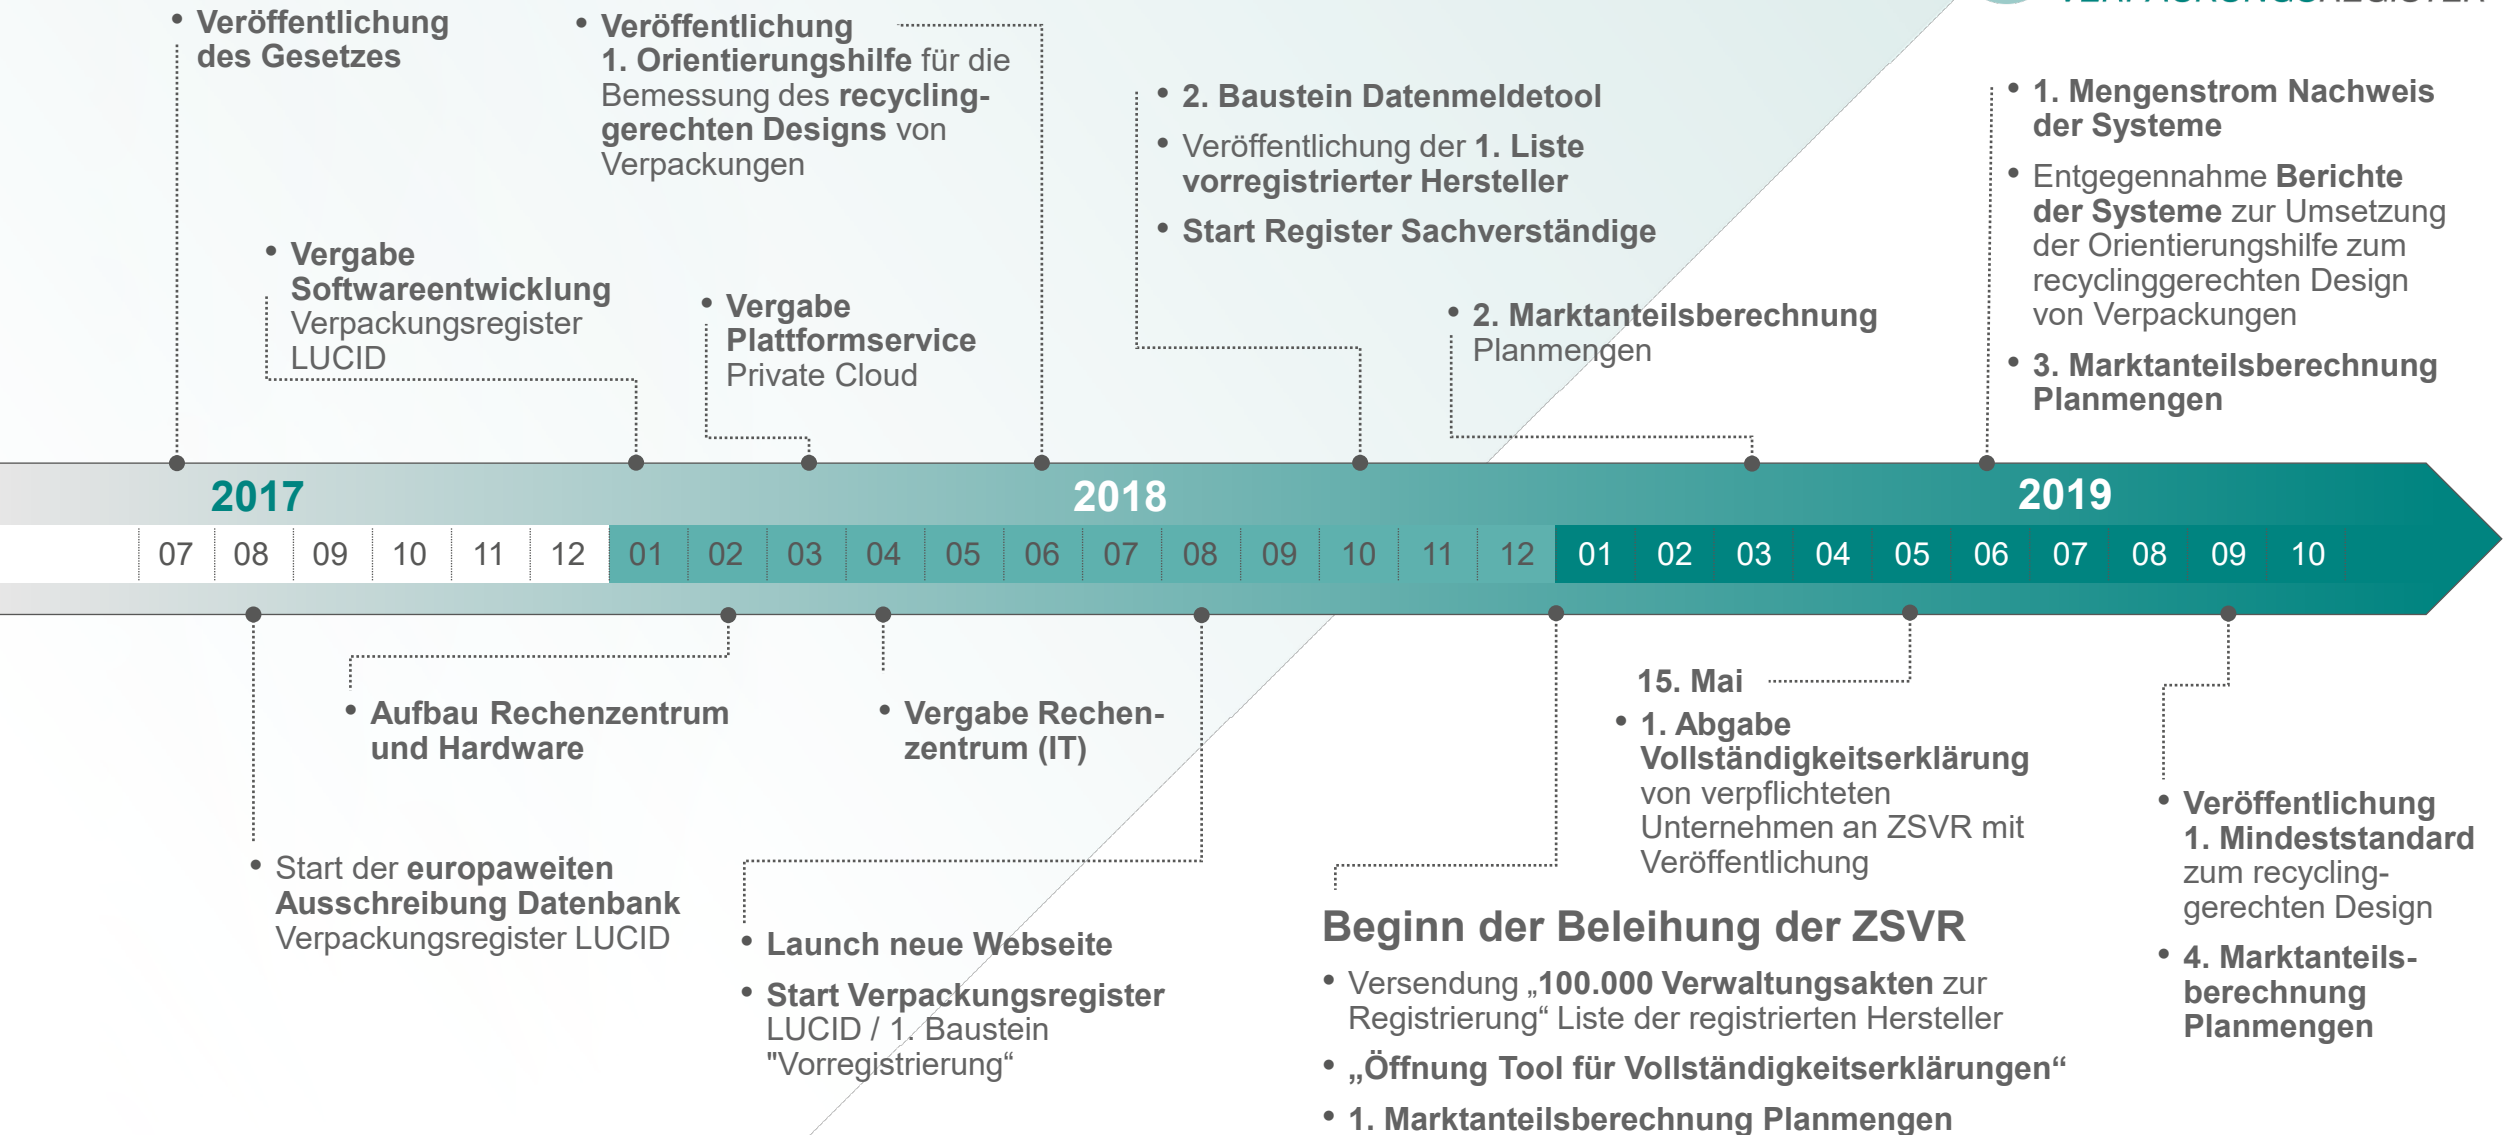 VERPACKUNGSREGISTER
• Veröffentlichung
des Gesetzes
• Veröffentlichung
1. Orientierungshilfe für die
Bemessung des recycling-
gerechten Designs von
Verpackungen
• 2. Baustein Datenmeldetool
• Veröffentlichung der 1. Liste
vorregistrierter Hersteller
• Start Register Sachverständige
• 1. Mengenstrom Nachweis
der Systeme
• Entgegennahme Berichte
der Systeme zur Umsetzung
der Orientierungshilfe zum
recyclinggerechten Design
von Verpackungen
• 3. Marktanteilsberechnung
Planmengen
• Vergabe
Softwareentwicklung
Verpackungsregister
LUCID
• Vergabe
Plattformservice
Private Cloud
• 2. Marktanteilsberechnung
Planmengen
2017 2018 2019
07 08 09 10 11 12 01 02 03 04 05 06 07 08 09 10 11 12 01 02 03 04 05 06 07 08 09 10
• Aufbau Rechenzentrum
und Hardware
• Vergabe Rechen-
zentrum (IT)
15. Mai
• 1. Abgabe
Vollständigkeitserklärung
von verpflichteten
Unternehmen an ZSVR mit
Veröffentlichung
• Veröffentlichung
1. Mindeststandard
zum recycling-
gerechten Design
• 4. Marktanteils-
berechnung
Planmengen
• Start der europaweiten
Ausschreibung Datenbank
Verpackungsregister LUCID
• Launch neue Webseite
• Start Verpackungsregister
LUCID / 1. Baustein
"Vorregistrierung“
Beginn der Beleihung der ZSVR
• Versendung „100.000 Verwaltungsakten zur
Registrierung“ Liste der registrierten Hersteller
• „Öffnung Tool für Vollständigkeitserklärungen“
• 1. Marktanteilsberechnung Planmengen